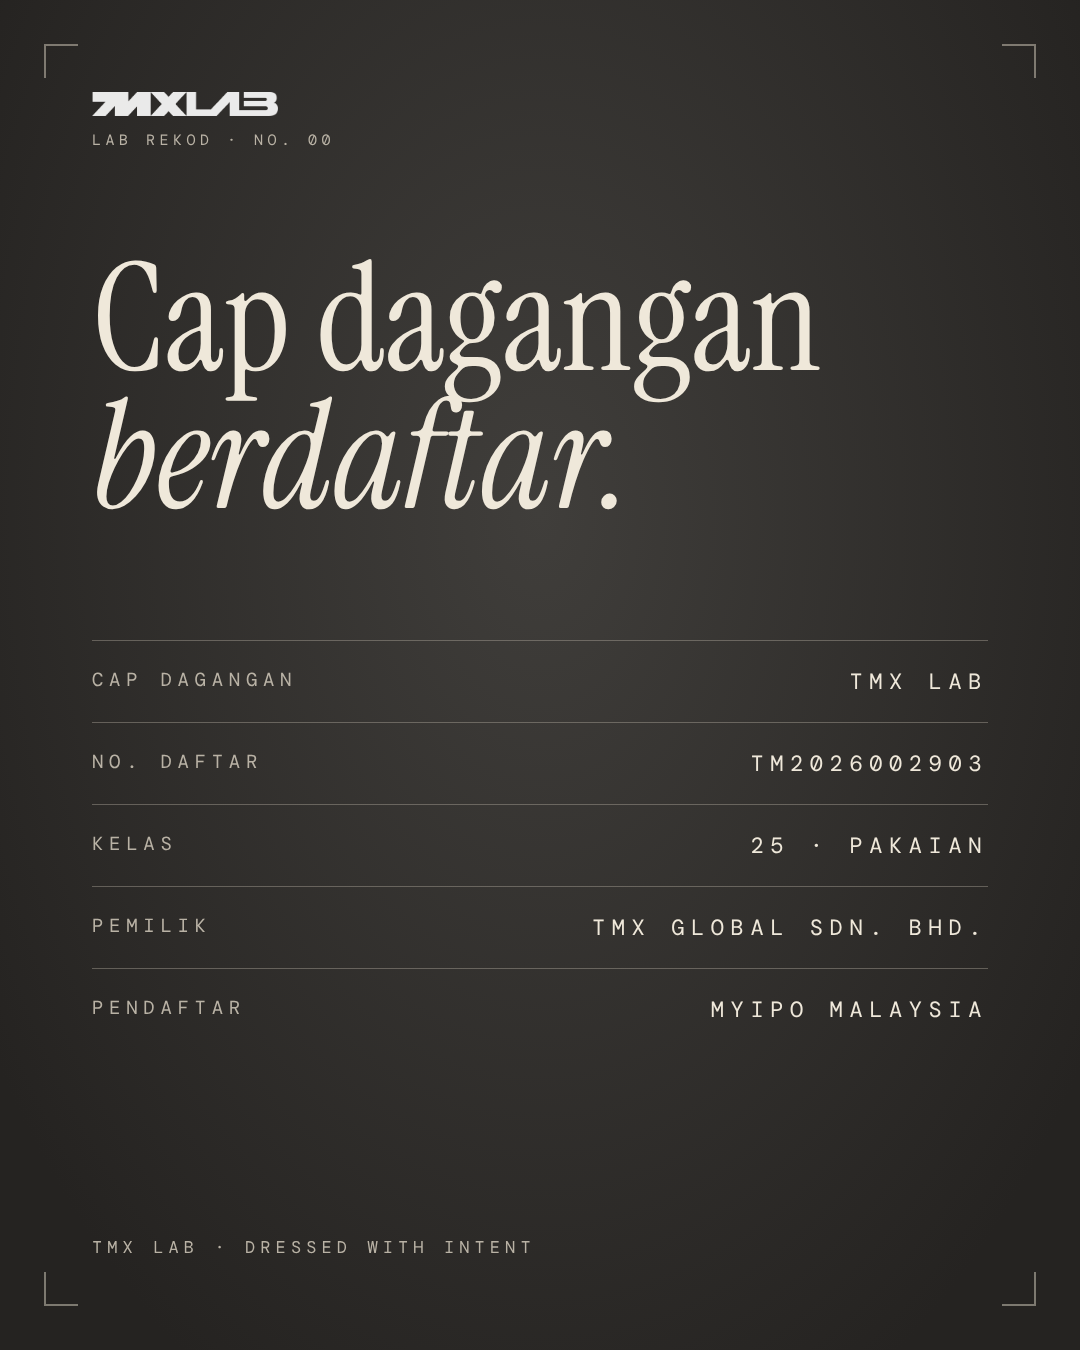 TMXLAB
LAB REKOD · NO. 00
Cap dagangan
berdaftar.
CAP DAGANGAN TMX LAB
NO. DAFTAR TM2026002903
KELAS 25 · PAKAIAN
PEMILIK TMX GLOBAL SDN. BHD.
PENDAFTAR MYIPO MALAYSIA
TMX LAB · DRESSED WITH INTENT